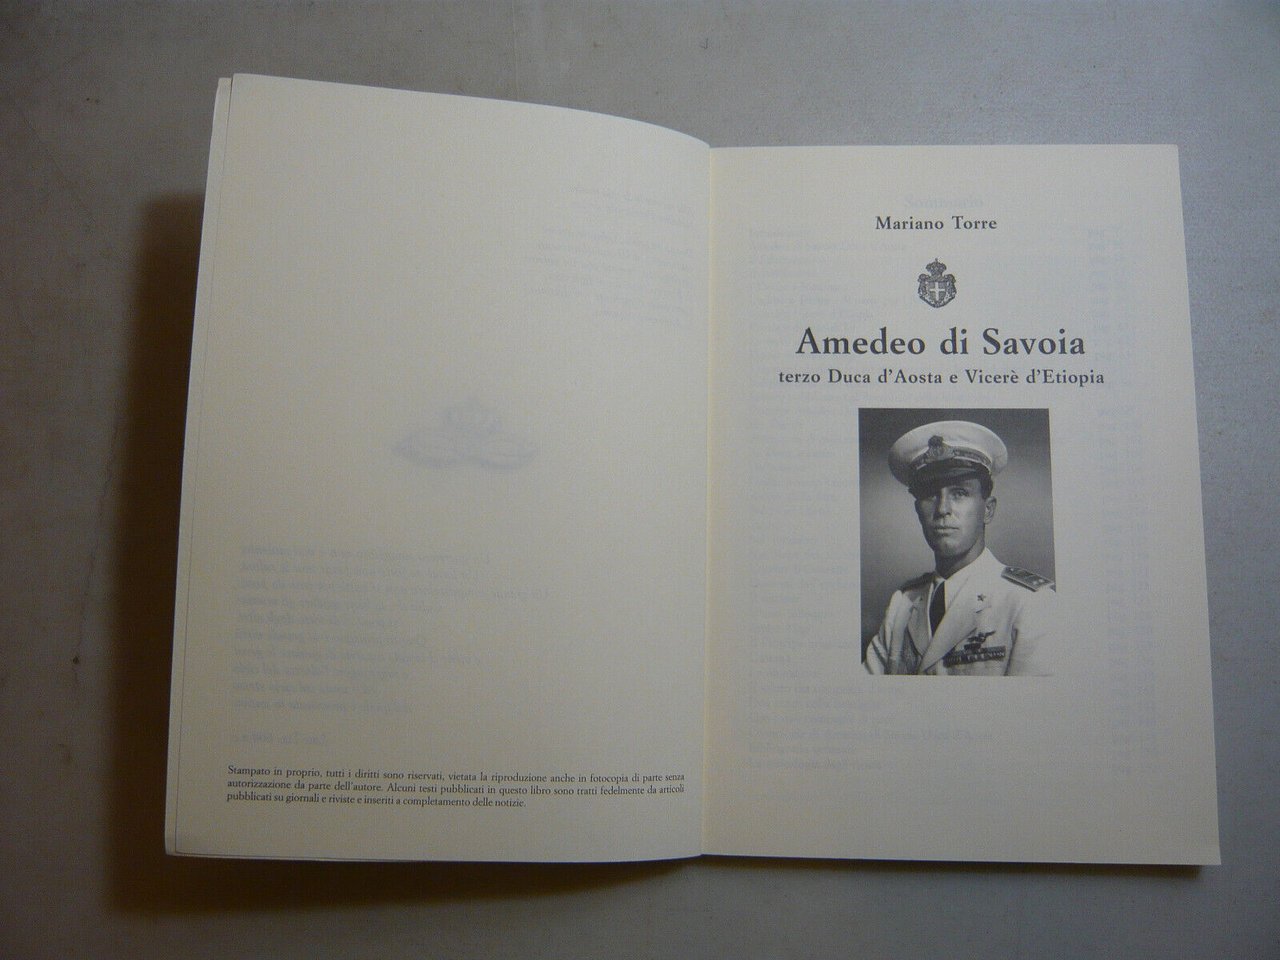 Stampato in proprio, tutti i diritti sono riservati, vietata la riproduzione anche in fotocopia di parte senza
autorizzazione da parte dell'autore. Alcuni testi pubblicati in questo libro sono tratti fedelmente da articoli
pubblicati su giornali e riviste e inseriti a completamento delle notizie.
Mariano Torre
Amedeo di Savoia
terzo Duca d'Aosta e Vicerè d'Etiopia